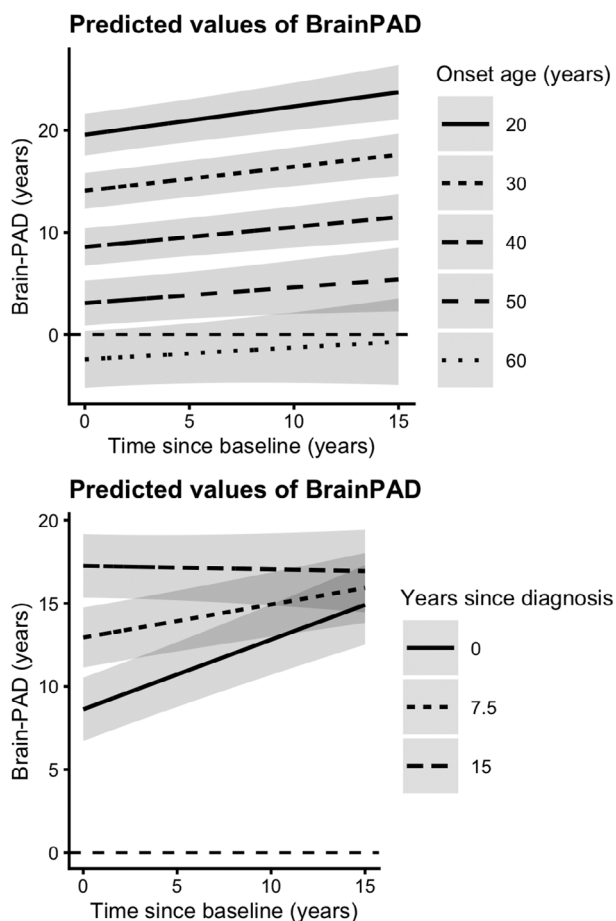 Predicted values of BrainPAD
Brain-PAD (years)
20
10
0
0 5 10 15
Time since baseline (years)
Onset age (years)
20
30
40
50
60
Predicted values of BrainPAD
Brain-PAD (years)
20
15
10
5
0
0 5 10 15
Time since baseline (years)
Years since diagnosis
0
7.5
15